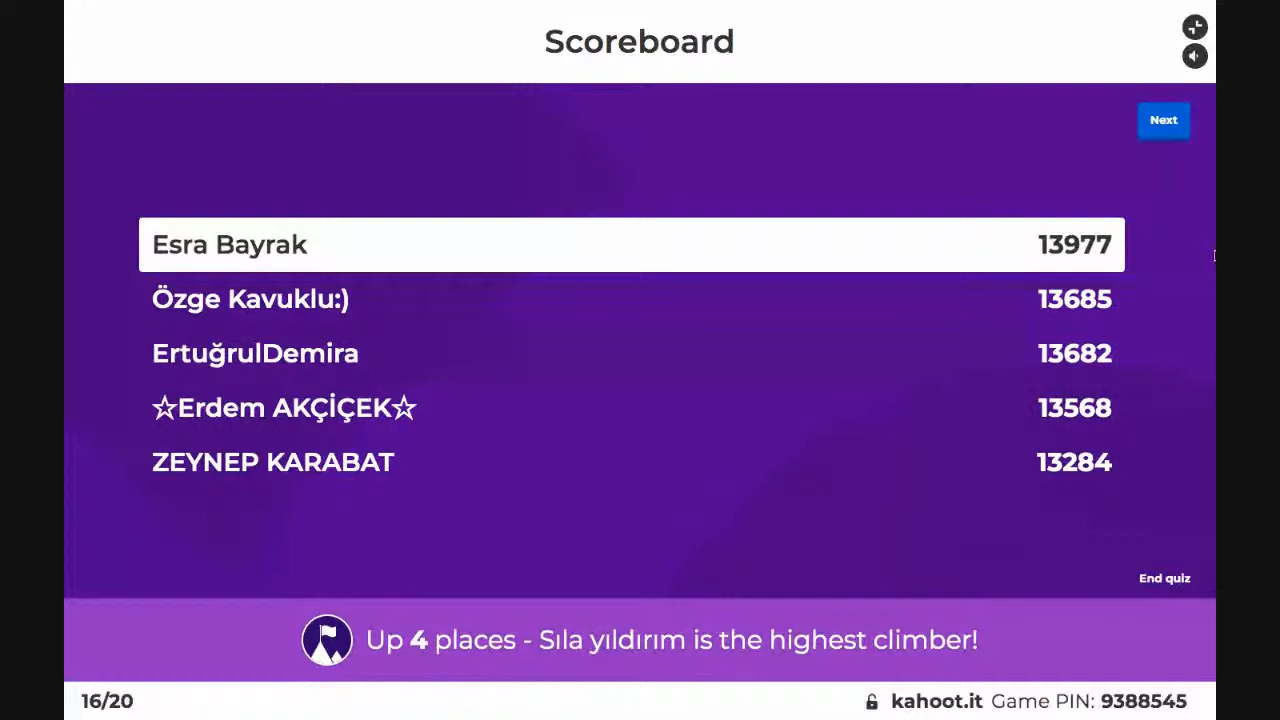 Scoreboard
Next
Esra Bayrak 13977
Özge Kavuklu:) 13685
ErtuğrulDemira 13682
☆Erdem AKÇİÇEK☆ 13568
ZEYNEP KARABAT 13284
End quiz
Up 4 places - Sıla yıldırım is the highest climber!
16/20 kahoot.it Game PIN: 9388545